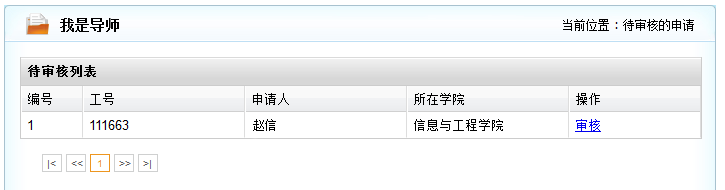 我是导师 当前位置：待审核的申请
待审核列表
编号 工号 申请人 所在学院 操作
1 111663 赵信 信息与工程学院 审核
|< << 1 >> >|